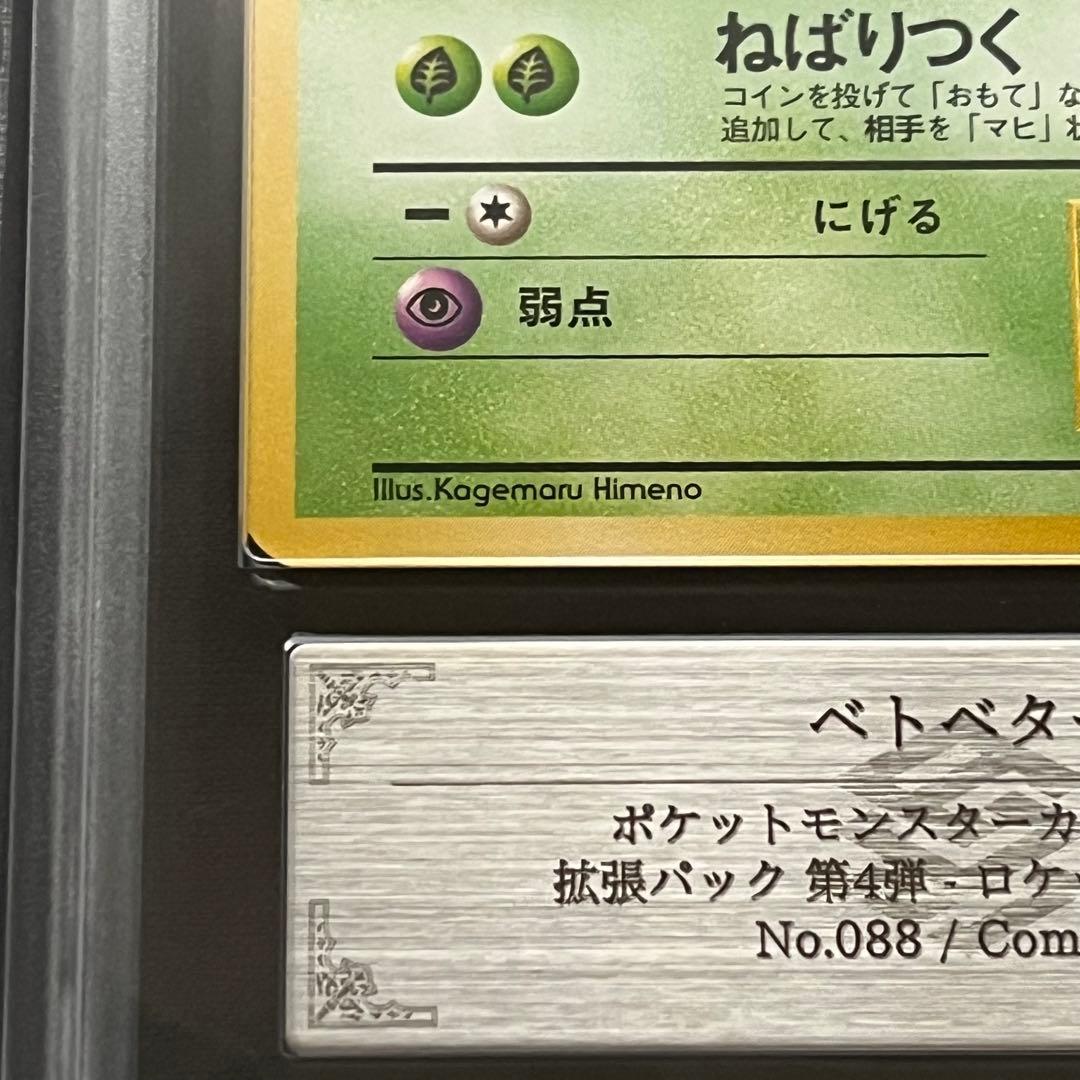 ねばりつく
コインを投げて「おもて」な
追加して、相手を「マヒ」状
にげる
弱点
Illus.Kagemaru Himeno
ベトベター
ポケットモンスターカ
拡張パック 第4弾 - ロケッ
No.088 / Com